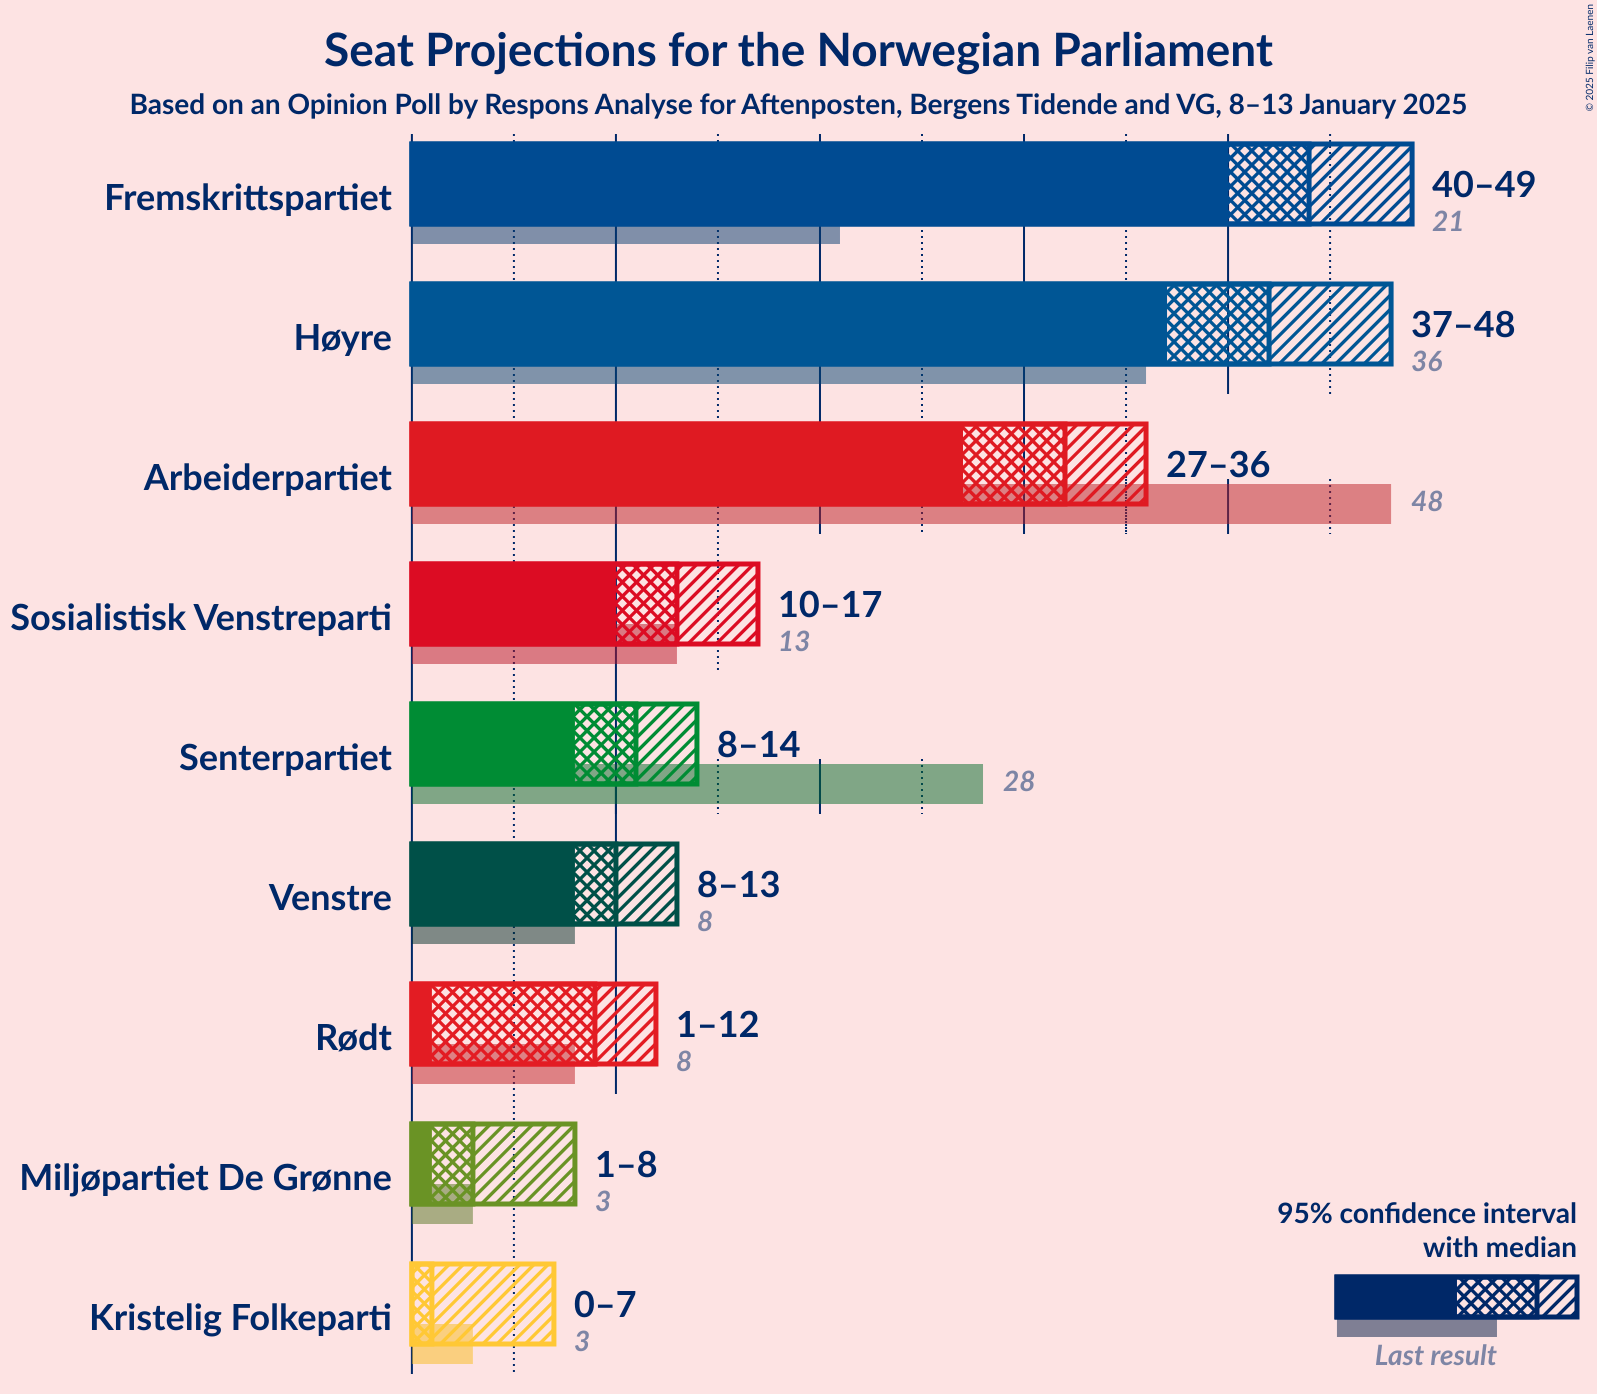 Seat Projections for the Norwegian Parliament
Based on an Opinion Poll by Respons Analyse for Aftenposten, Bergens Tidende and VG, 8–13 January 2025
© 2025 Filip van Laenen
Fremskrittspartiet
40–49
21
Høyre
37–48
36
Arbeiderpartiet
27–36
48
Sosialistisk Venstreparti
10–17
13
Senterpartiet
8–14
28
Venstre
8–13
8
Rødt
1–12
8
Miljøpartiet De Grønne
1–8
3
Kristelig Folkeparti
0–7
3
95% confidence interval
with median
Last result